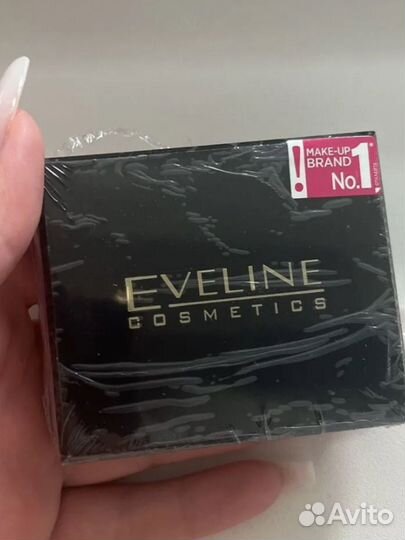 ! MAKE-UP
BRAND
No.1*
EVELINE
COSMETICS
Avito